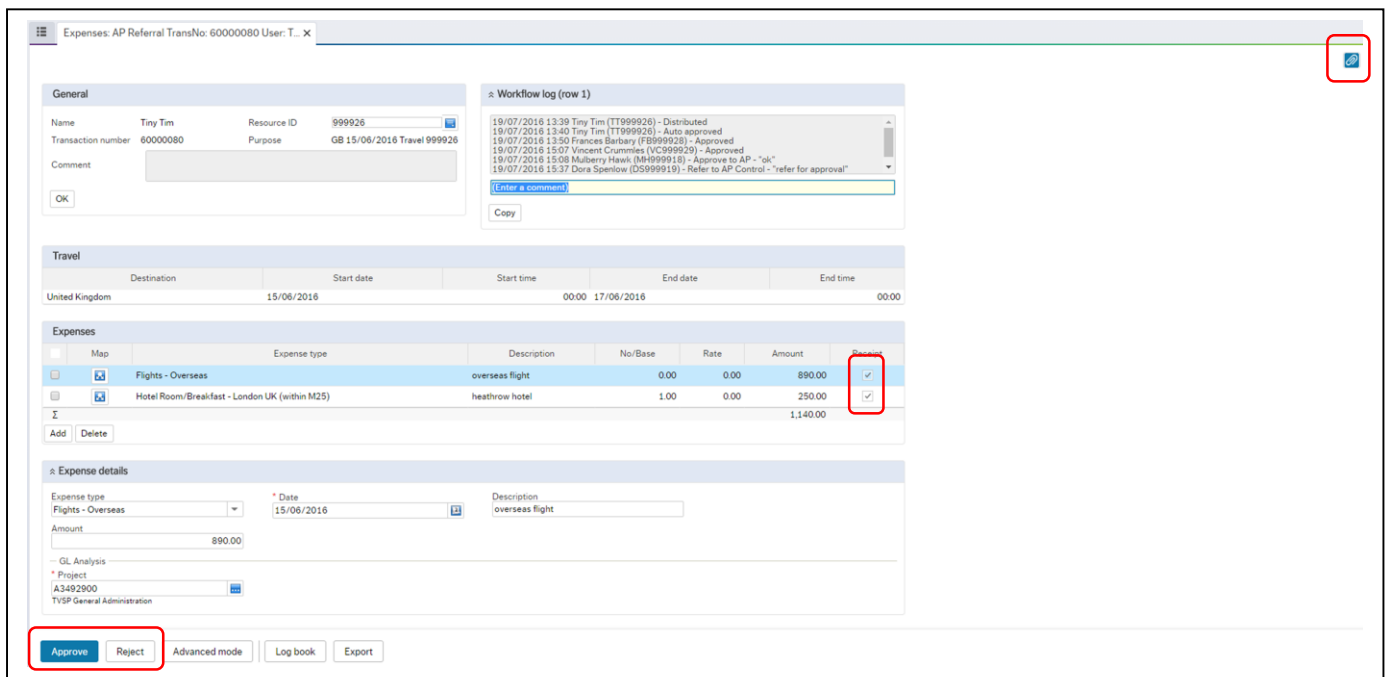 Expenses: AP Referral TransNo: 60000080 User: T... X
General
Name Tiny Tim Resource ID 999926
Transaction number 60000080 Purpose GB 15/06/2016 Travel 999926
Comment
OK
Workflow log (row 1)
19/07/2016 13:39 Tiny Tim (TT999926) - Distributed
19/07/2016 13:40 Tiny Tim (TT999926) - Auto approved
19/07/2016 13:50 Frances Barbary (FB999928) - Approved
19/07/2016 15:07 Vincent Crummles (VC999929) - Approved
19/07/2016 15:08 Mulberry Hawk (MH999918) - Approve to AP - "ok"
19/07/2016 15:37 Dora Spenlow (DS999919) - Refer to AP Control - "refer for approval"
(Enter a comment)
Copy
Travel
Destination Start date Start time End date End time
United Kingdom 15/06/2016 00:00 17/06/2016 00:00
Expenses
Map Expense type Description No/Base Rate Amount Receipt
Flights - Overseas overseas flight 0.00 0.00 890.00
Hotel Room/Breakfast - London UK (within M25) heathrow hotel 1.00 0.00 250.00
Σ 1,140.00
Add Delete
Expense details
Expense type * Date Description
Flights - Overseas 15/06/2016 overseas flight
Amount
890.00
GL Analysis
* Project
A3492900
TVSP General Administration
Approve Reject Advanced mode Log book Export